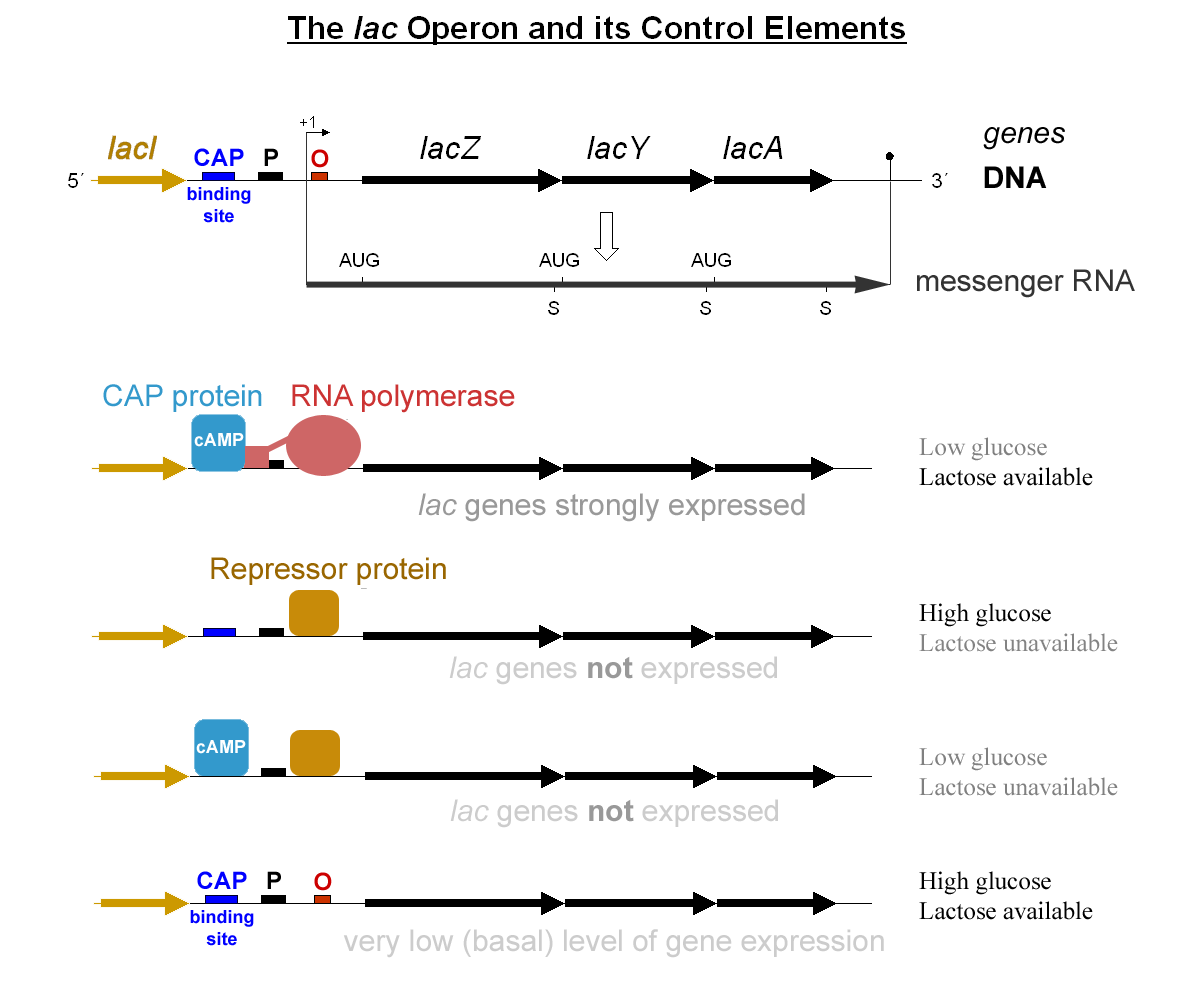 The lac Operon and its Control Elements
+1
lacI
CAP
P
O
lacZ
lacY
lacA
genes
5´
3´
DNA
binding
site
AUG
AUG
AUG
messenger RNA
S
S
S
CAP protein
RNA polymerase
cAMP
Low glucose
Lactose available
lac genes strongly expressed
Repressor protein
High glucose
Lactose unavailable
lac genes not expressed
cAMP
Low glucose
Lactose unavailable
lac genes not expressed
CAP
P
O
High glucose
Lactose available
binding
site
very low (basal) level of gene expression